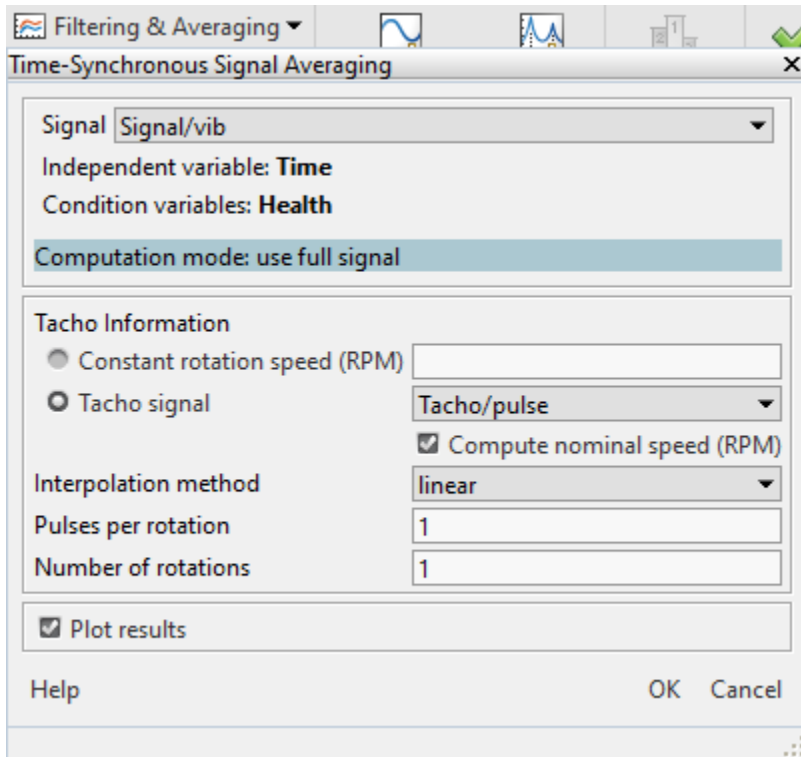 Filtering & Averaging
1
2
Time-Synchronous Signal Averaging
Signal Signal/vib
Independent variable: Time
Condition variables: Health
Computation mode: use full signal
Tacho Information
Constant rotation speed (RPM)
Tacho signal Tacho/pulse
Compute nominal speed (RPM)
Interpolation method linear
Pulses per rotation 1
Number of rotations 1
Plot results
Help OK Cancel